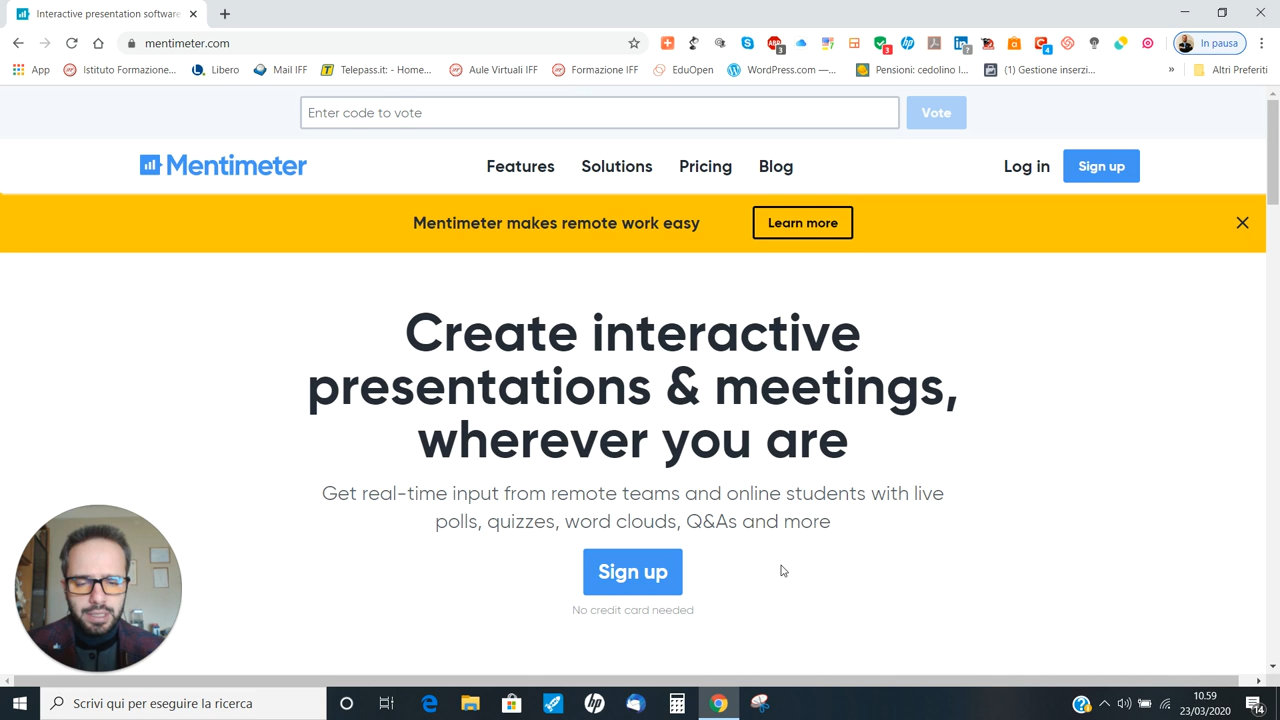 Interactive presentation software
mentimeter.com
3
?
3
4
In pausa
App
Istituto Formazione...
Libero
Mail IFF
Telepass.it: - Home...
Aule Virtuali IFF
Formazione IFF
EduOpen
WordPress.com —...
Pensioni: cedolino I...
(1) Gestione inserzi...
»
Altri Preferiti
Enter code to vote
Vote
Mentimeter
Features
Solutions
Pricing
Blog
Log in
Sign up
Mentimeter makes remote work easy
Learn more
Create interactive
presentations & meetings,
wherever you are
Get real-time input from remote teams and online students with live
polls, quizzes, word clouds, Q&As and more
Sign up
No credit card needed
Scrivi qui per eseguire la ricerca
10.59
23/03/2020
14